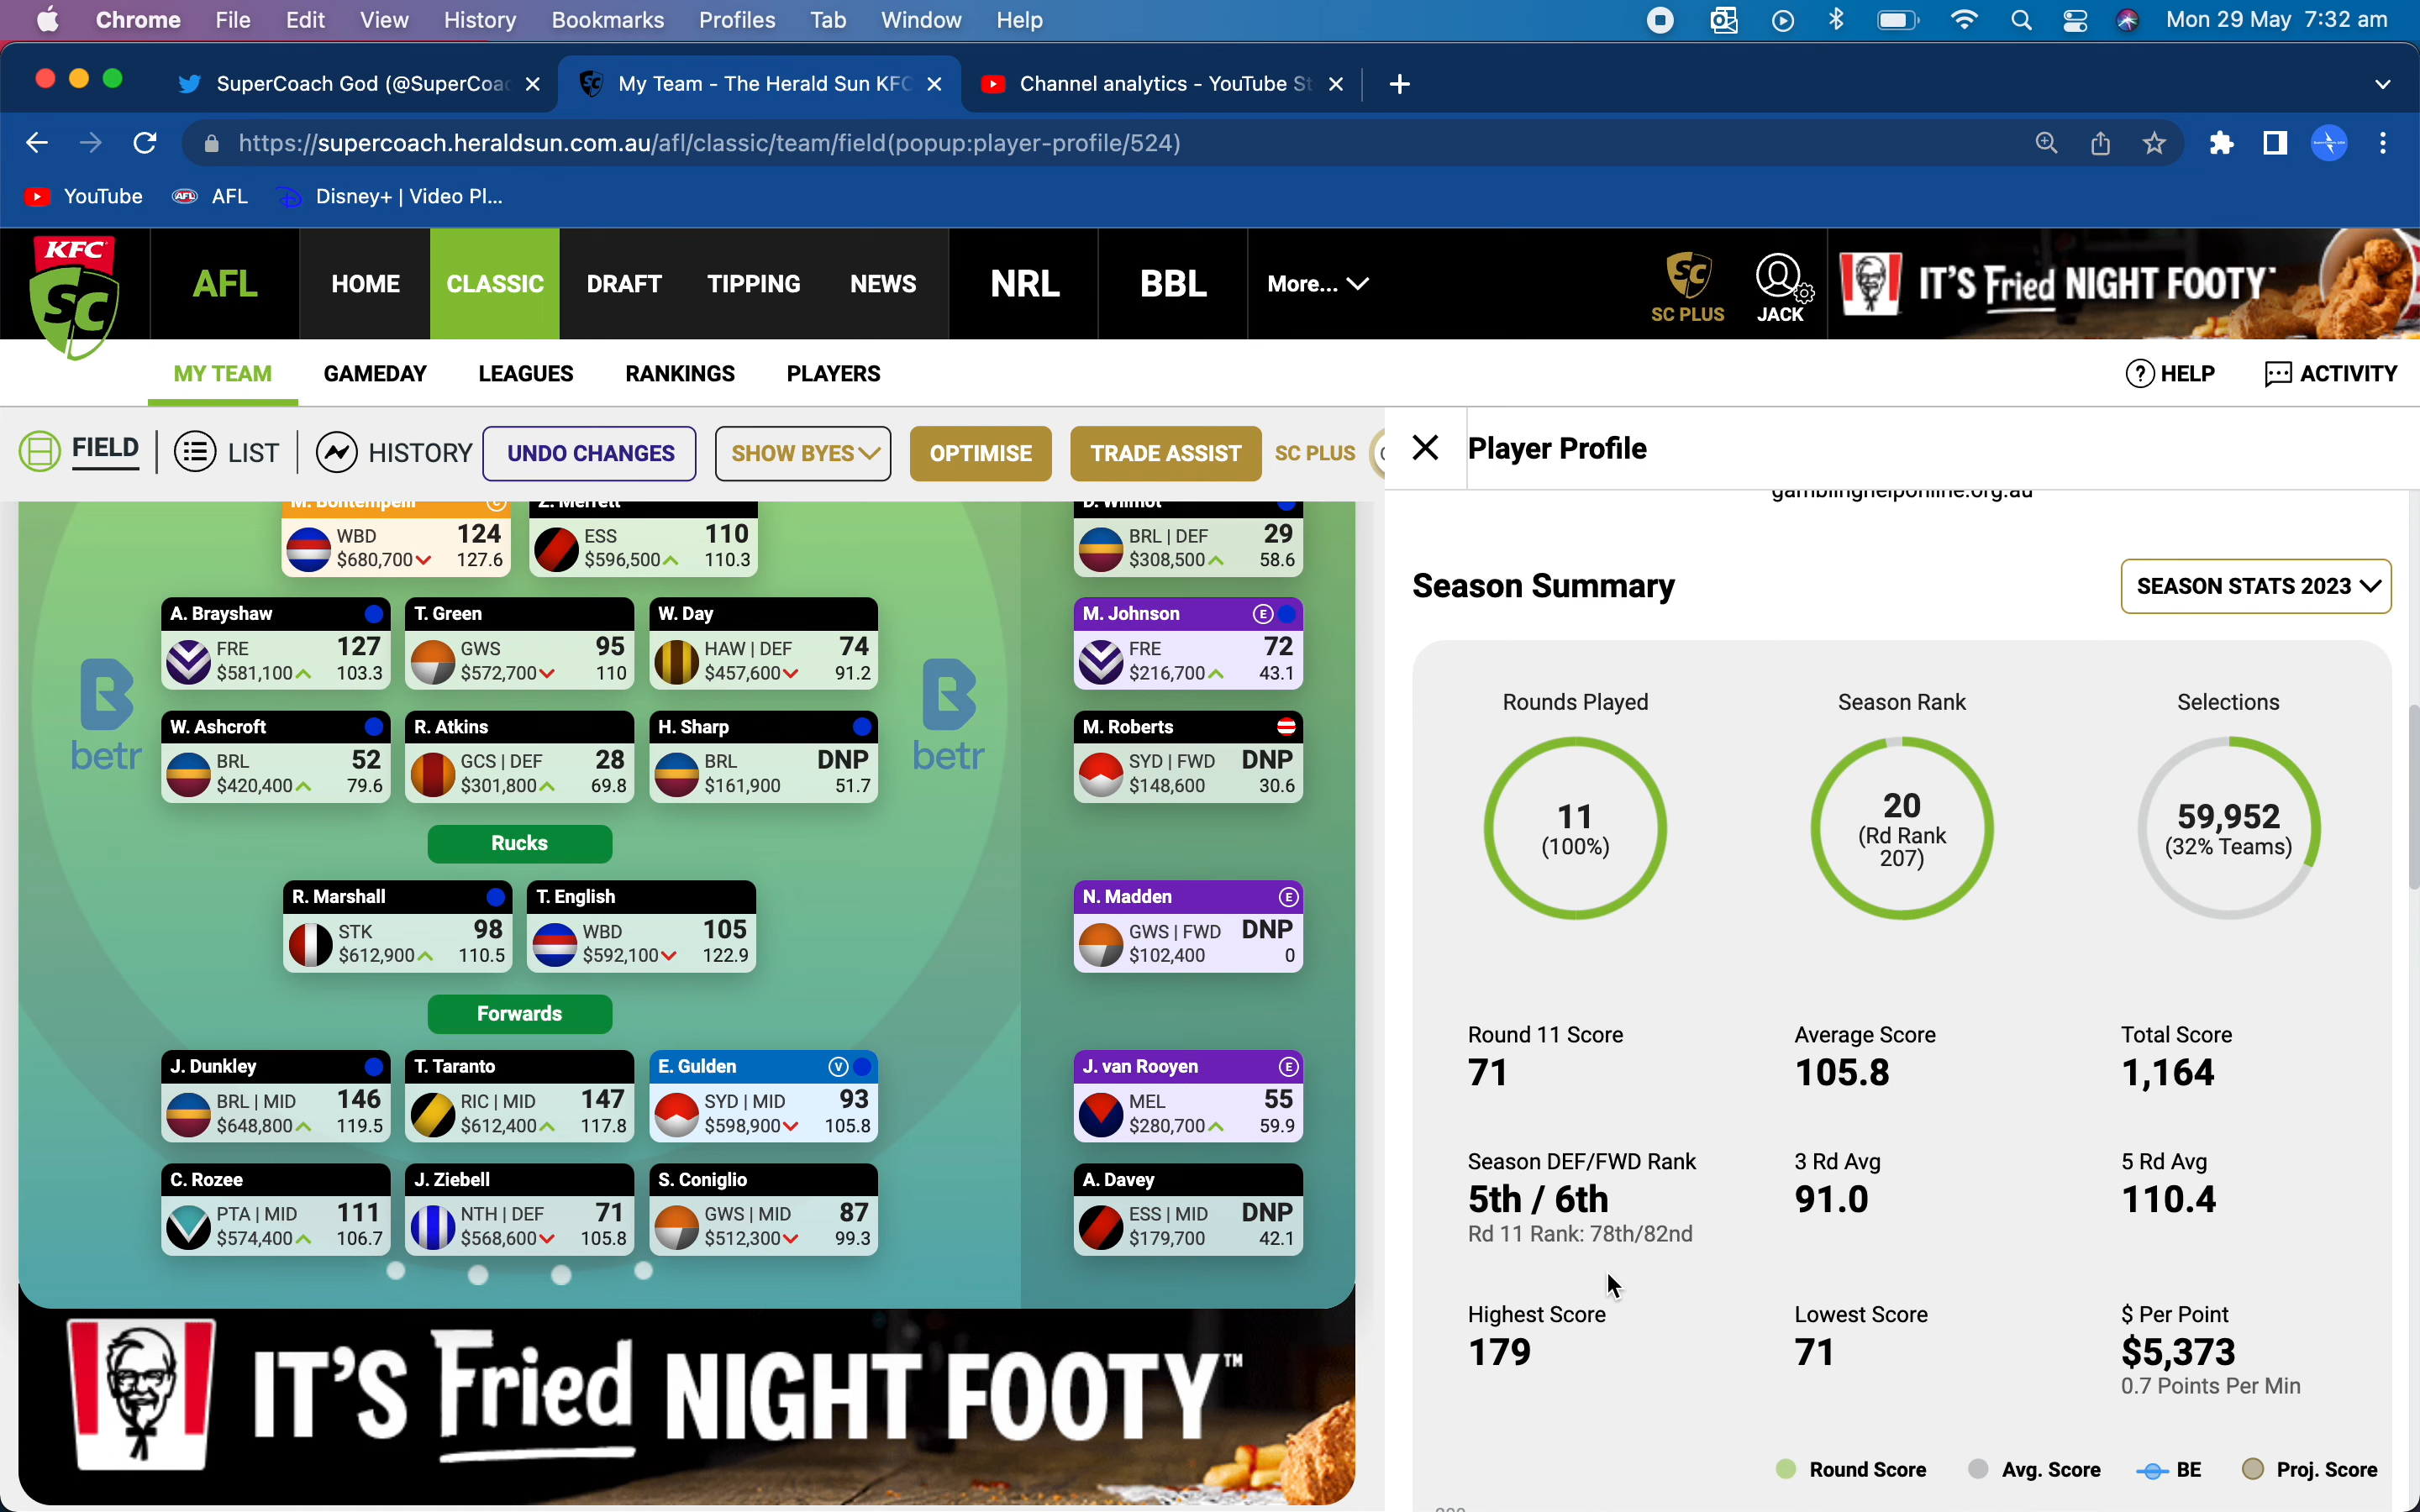 Chrome File Edit View History Bookmarks Profiles Tab Window Help Mon 29 May 7:32 am
SuperCoach God (@SuperCoac My Team - The Herald Sun KFC Channel analytics - YouTube St
https://supercoach.heraldsun.com.au/afl/classic/team/field(popup:player-profile/524)
YouTube AFL Disney+ | Video Pl...
KFC SC AFL HOME CLASSIC DRAFT TIPPING NEWS NRL BBL More... SC PLUS JACK IT'S Fried NIGHT FOOTY™
MY TEAM GAMEDAY LEAGUES RANKINGS PLAYERS HELP ACTIVITY
FIELD LIST HISTORY UNDO CHANGES SHOW BYES OPTIMISE TRADE ASSIST SC PLUS
M. Bontempelli C
WBD 124
$680,700 127.6
Z. Merrett
ESS 110
$596,500 110.3
D. Wilmot
BRL | DEF 29
$308,500 58.6
A. Brayshaw
FRE 127
$581,100 103.3
T. Green
GWS 95
$572,700 110
W. Day
HAW | DEF 74
$457,600 91.2
M. Johnson E
FRE 72
$216,700 43.1
betr
betr
W. Ashcroft
BRL 52
$420,400 79.6
R. Atkins
GCS | DEF 28
$301,800 69.8
H. Sharp
BRL DNP
$161,900 51.7
M. Roberts
SYD | FWD DNP
$148,600 30.6
Rucks
R. Marshall
STK 98
$612,900 110.5
T. English
WBD 105
$592,100 122.9
N. Madden E
GWS | FWD DNP
$102,400 0
Forwards
J. Dunkley
BRL | MID 146
$648,800 119.5
T. Taranto
RIC | MID 147
$612,400 117.8
E. Gulden V
SYD | MID 93
$598,900 105.8
J. van Rooyen E
MEL 55
$280,700 59.9
C. Rozee
PTA | MID 111
$574,400 106.7
J. Ziebell
NTH | DEF 71
$568,600 105.8
S. Coniglio
GWS | MID 87
$512,300 99.3
A. Davey
ESS | MID DNP
$179,700 42.1
IT'S Fried NIGHT FOOTY™
Player Profile
gamblinghelponline.org.au
Season Summary SEASON STATS 2023
Rounds Played Season Rank Selections
11
(100%)
20
(Rd Rank
207)
59,952
(32% Teams)
Round 11 Score Average Score Total Score
71 105.8 1,164
Season DEF/FWD Rank 3 Rd Avg 5 Rd Avg
5th / 6th 91.0 110.4
Rd 11 Rank: 78th/82nd
Highest Score Lowest Score $ Per Point
179 71 $5,373
0.7 Points Per Min
Round Score Avg. Score BE Proj. Score